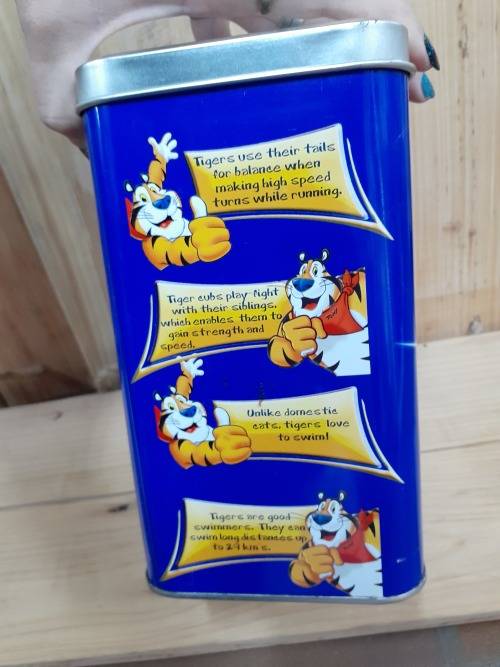 Tigers use their tails
for balance when
making high speed
turns while running.
Tiger cubs play fight
with their siblings,
which enables them to
gain strength and
speed.
Tony
Unlike domestic
cats, tigers love
to swim!
Tigers are good
swimmers. They can
swim long distances up
to 29 kms.